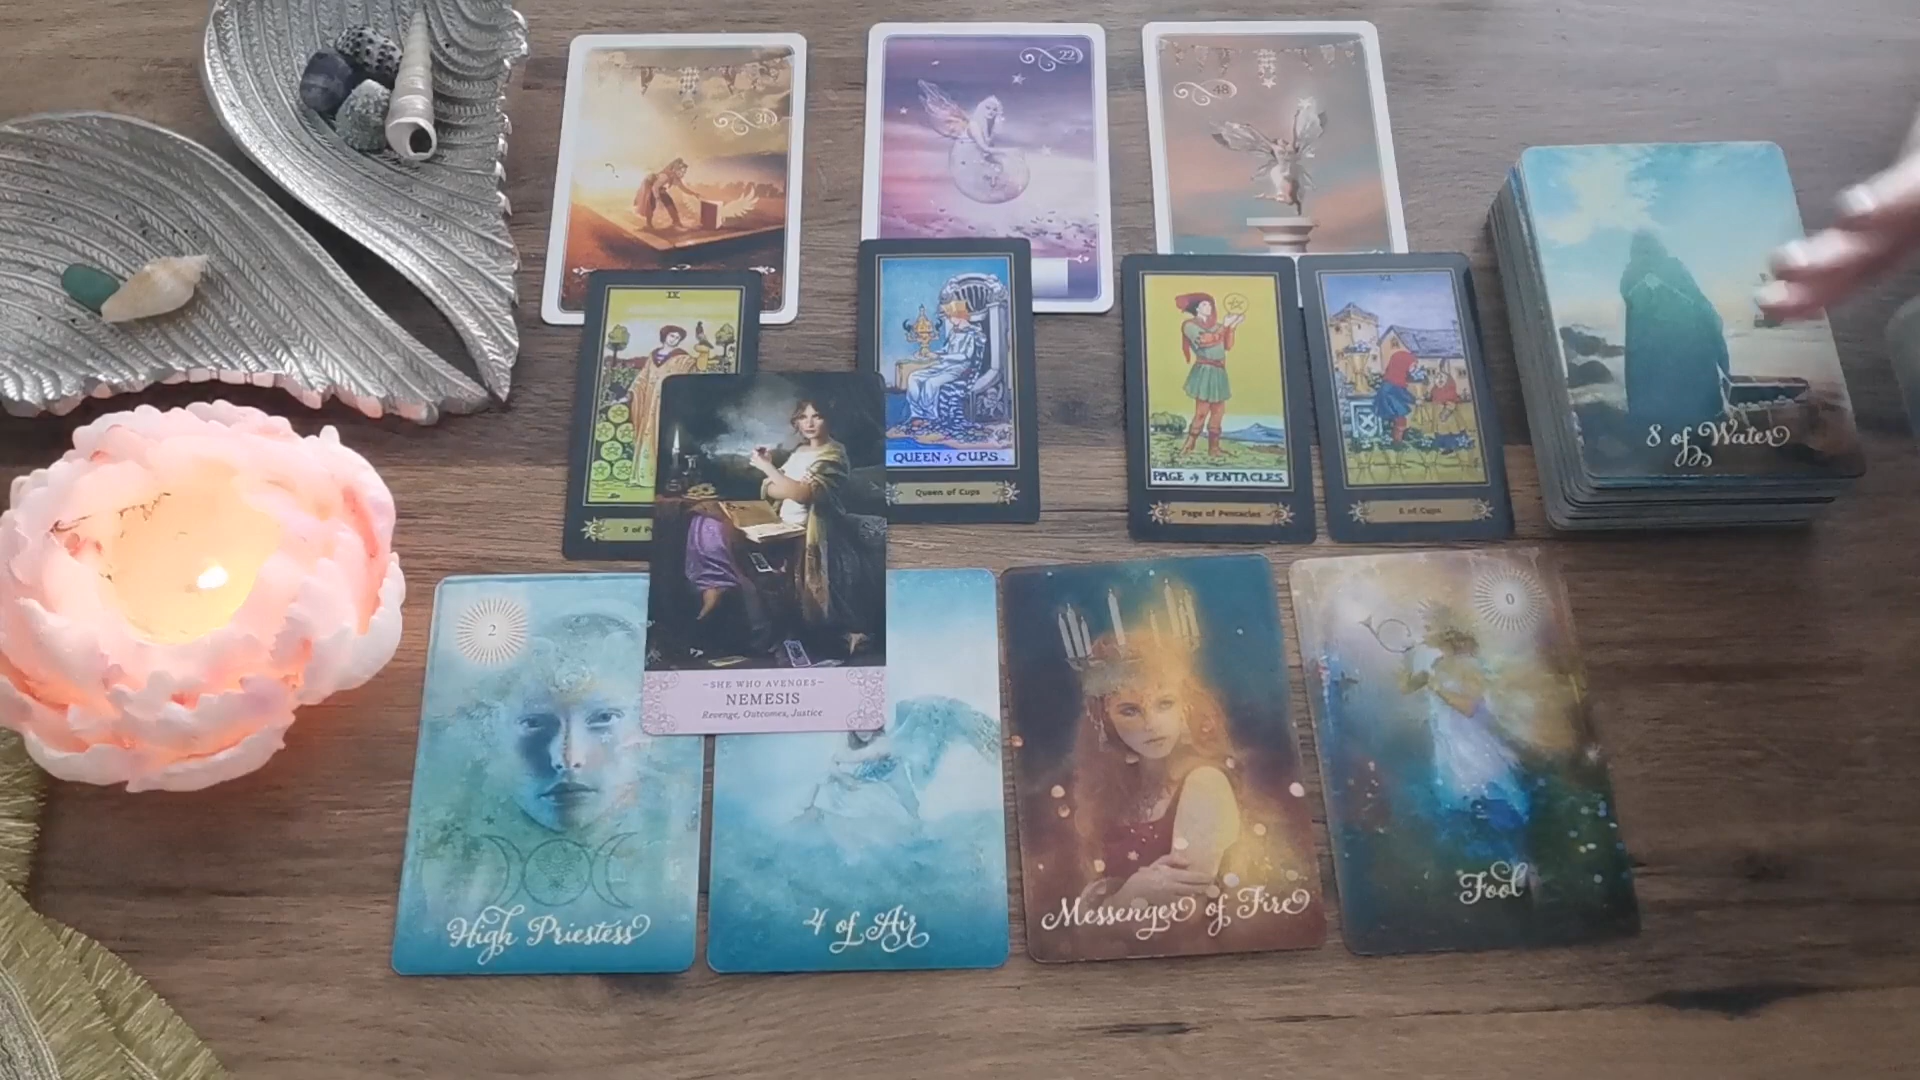 31
22
48
IX
VI
QUEEN of CUPS.
Queen of Cups
PAGE of PENTACLES.
Page of Pentacles
6 of Cups
8 of Water
9 of
2
0
~SHE WHO AVENGES~
NEMESIS
Revenge, Outcomes, Justice
High Priestess
4 of Air
Messenger of Fire
Fool